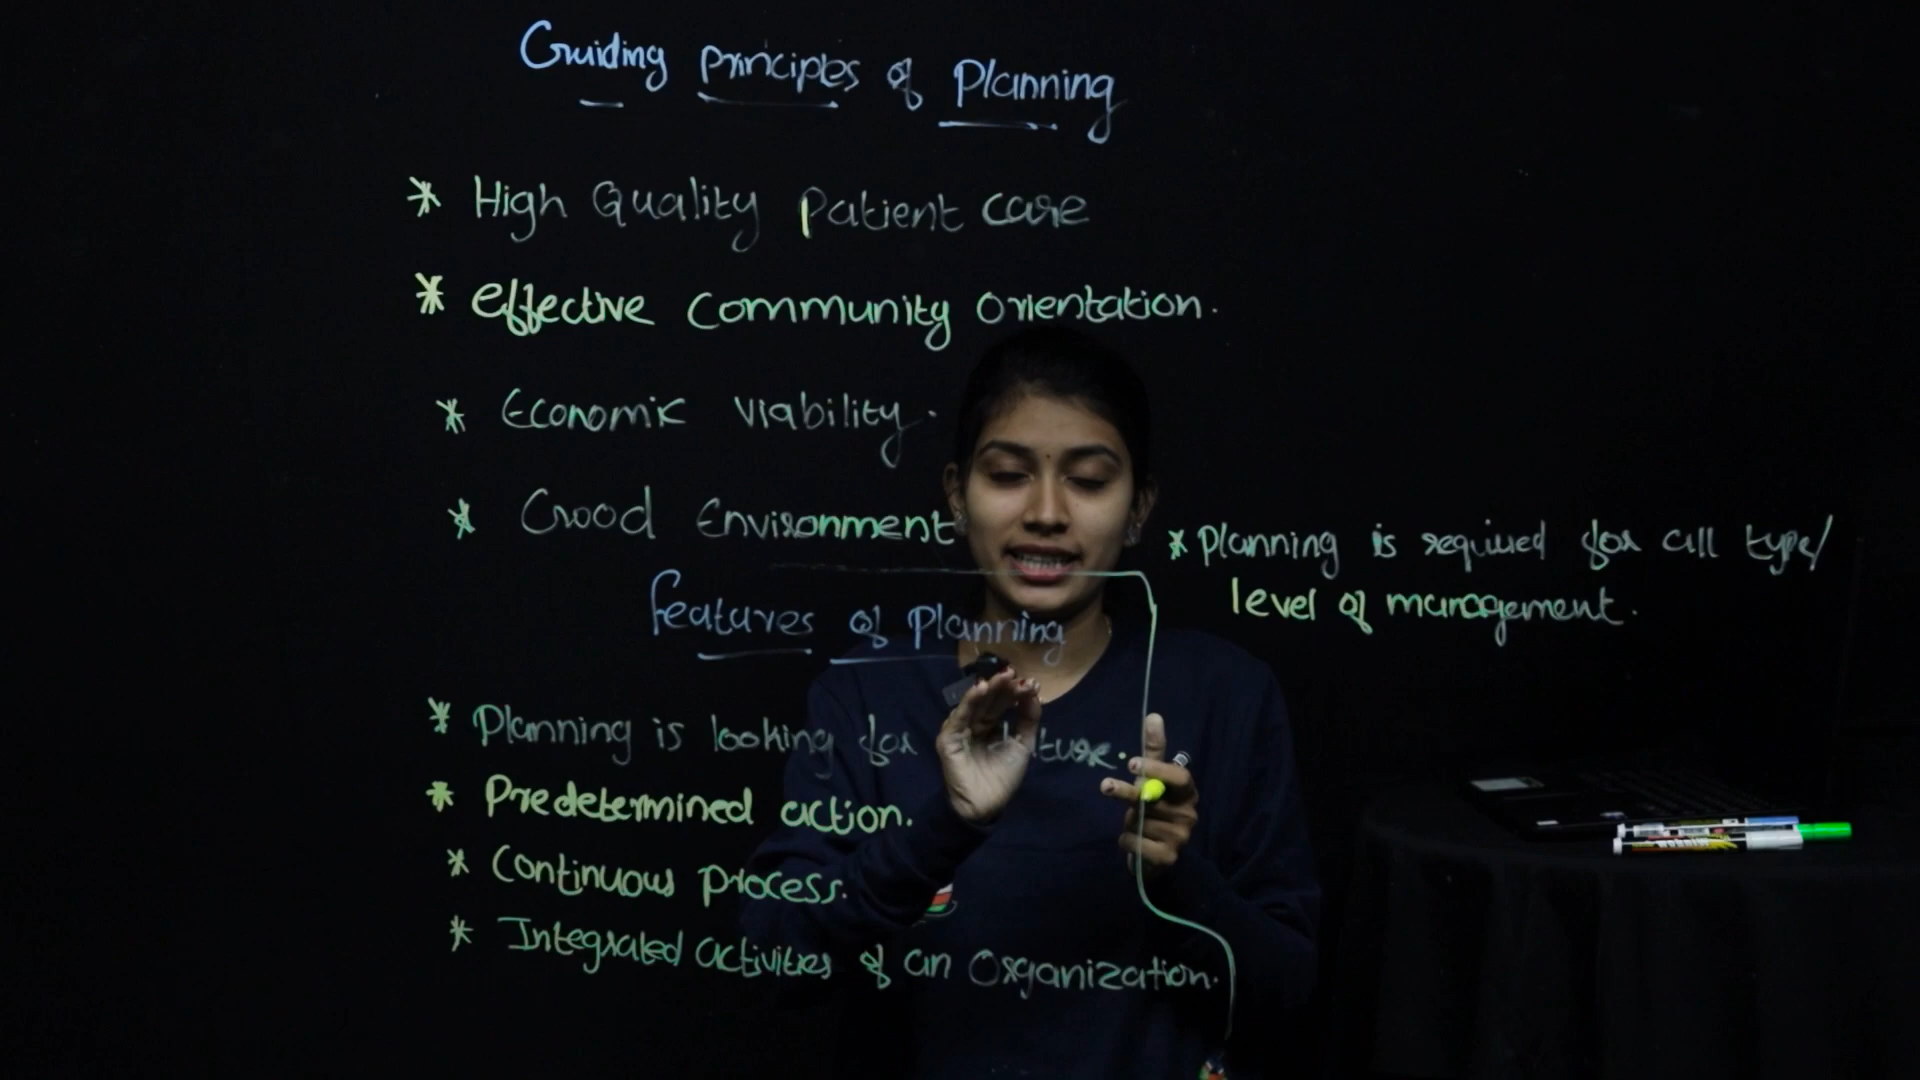 Guiding principles of Planning
* High Quality patient care
* Effective Community Orientation.
* Economic Viability.
* Good Environment
features of planning
* Planning is looking for
* Predetermined action.
* Continuous process.
* Integrated activities of an Organization.
* Planning is required for all type/
level of management.